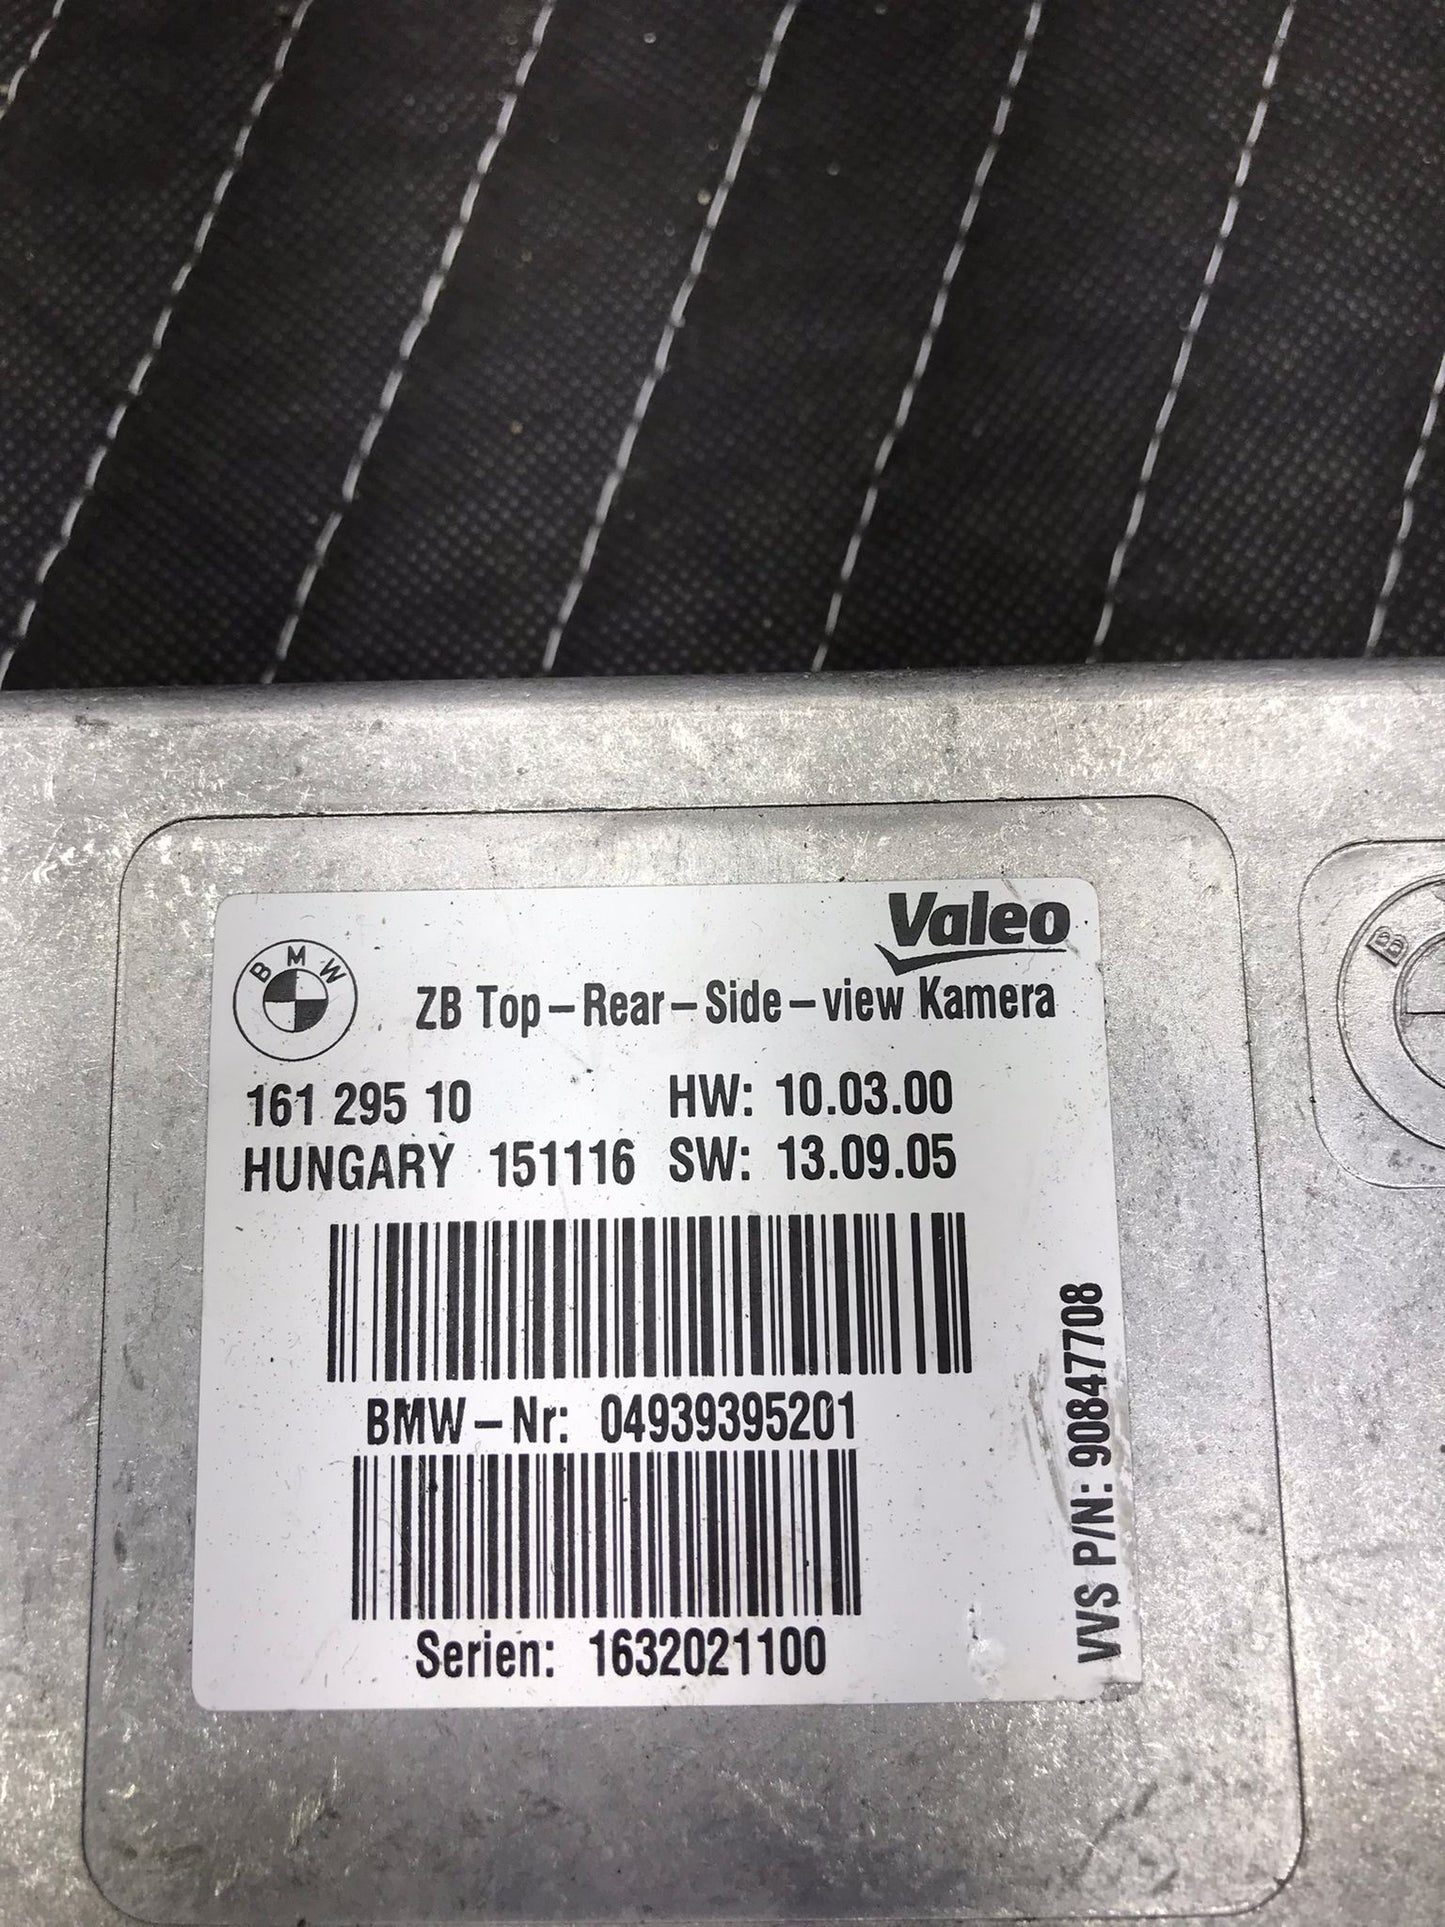 Valeo
BMW
ZB Top-Rear-Side-view Kamera
161 295 10 HW: 10.03.00
HUNGARY 151116 SW: 13.09.05
BMW-Nr: 04939395201
Serien: 1632021100
VVS P/N: 90847708
B